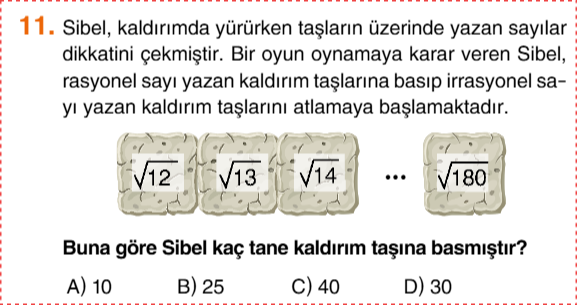 11. Sibel, kaldırımda yürürken taşların üzerinde yazan sayılar
dikkatini çekmiştir. Bir oyun oynamaya karar veren Sibel,
rasyonel sayı yazan kaldırım taşlarına basıp irrasyonel sa-
yı yazan kaldırım taşlarını atlamaya başlamaktadır.
√12 √13 √14 ... √180
Buna göre Sibel kaç tane kaldırım taşına basmıştır?
A) 10 B) 25 C) 40 D) 30